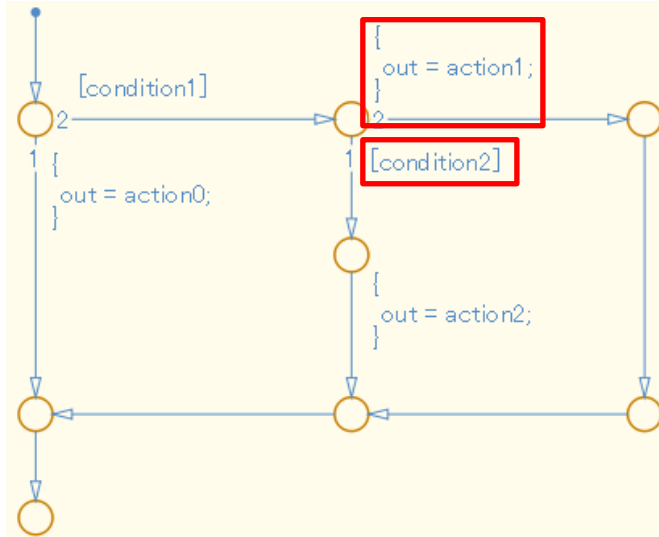 {
out = action1;
}
[condition1]
2
2
1
{
out = action0;
}
1
[condition2]
{
out = action2;
}